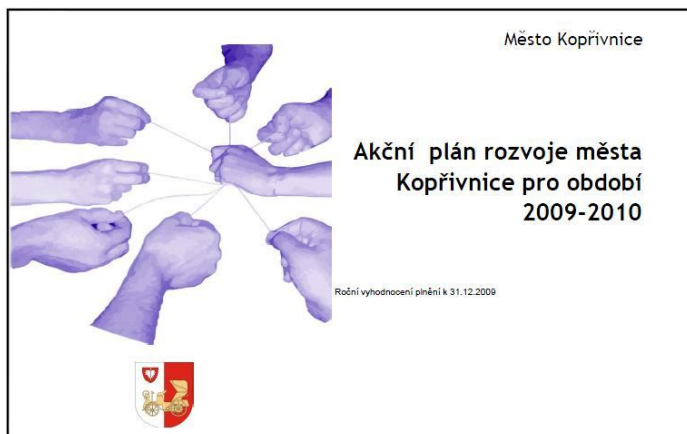 Město Kopřivnice
Akční plán rozvoje města
Kopřivnice pro období
2009-2010
Roční vyhodnocení plnění k 31.12.2009